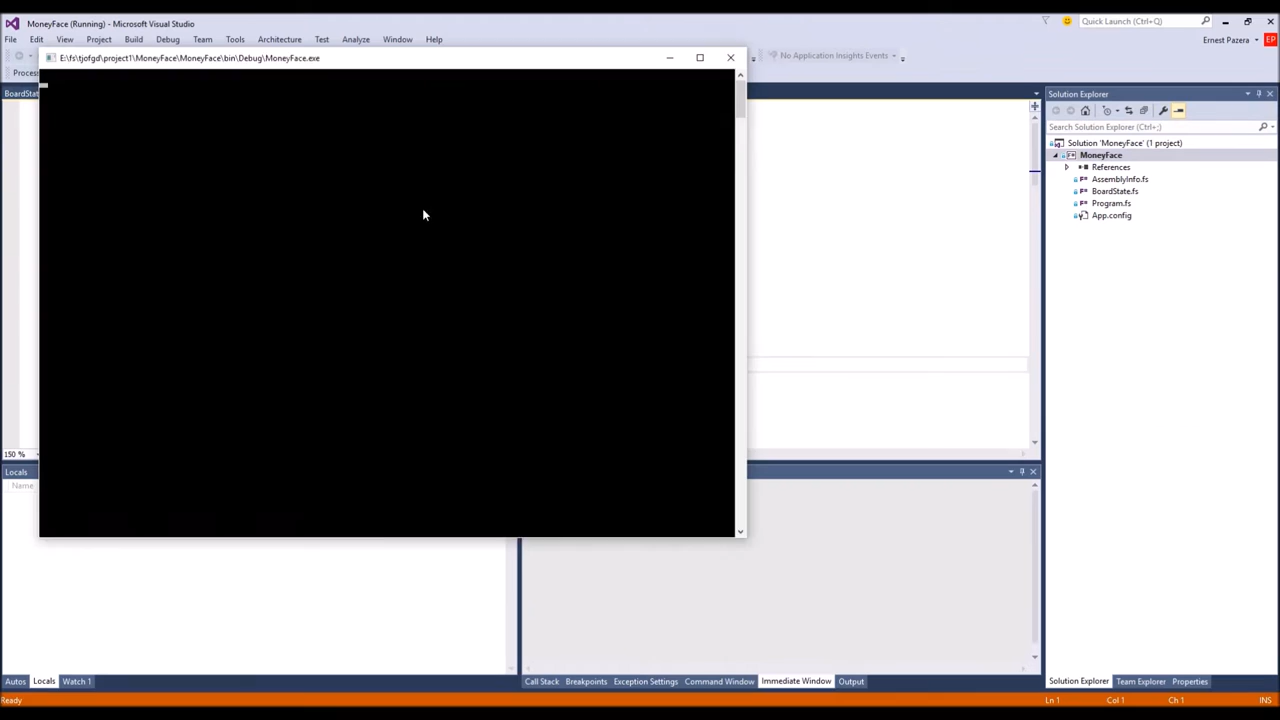 MoneyFace (Running) - Microsoft Visual Studio
Quick Launch (Ctrl+Q)
File Edit View Project Build Debug Team Tools Architecture Test Analyze Window Help
Ernest Pazera EP
E:\fs\tjofgd\project1\MoneyFace\MoneyFace\bin\Debug\MoneyFace.exe
No Application Insights Events
Process
BoardStat
Solution Explorer
Search Solution Explorer (Ctrl+;)
Solution 'MoneyFace' (1 project)
MoneyFace
References
AssemblyInfo.fs
BoardState.fs
Program.fs
App.config
150 %
Locals
Name
Autos Locals Watch 1
Call Stack Breakpoints Exception Settings Command Window Immediate Window Output
Solution Explorer Team Explorer Properties
Ready
Ln 1 Col 1 Ch 1 INS